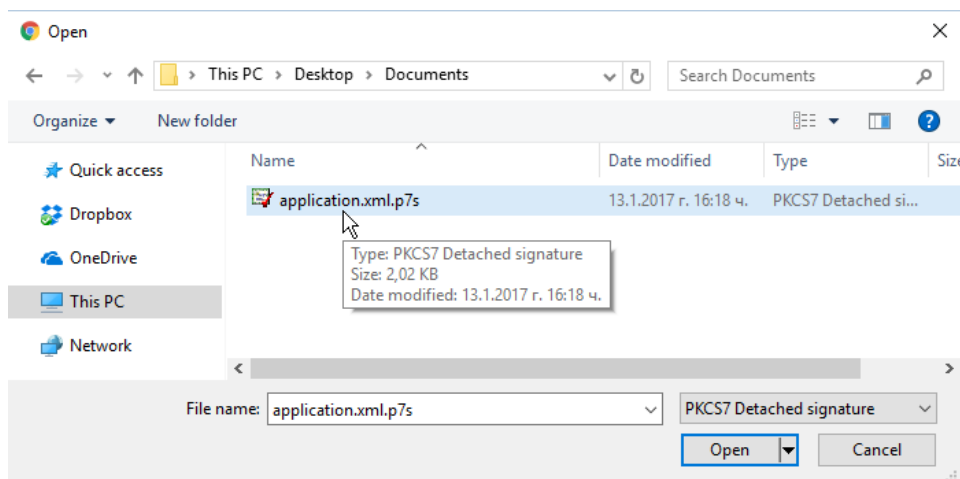 Open
This PC > Desktop > Documents
Search Documents
Organize
New folder
Name
Date modified
Type
Size
Quick access
Dropbox
OneDrive
This PC
Network
application.xml.p7s
13.1.2017 г. 16:18 ч.
PKCS7 Detached si...
Type: PKCS7 Detached signature
Size: 2,02 KB
Date modified: 13.1.2017 г. 16:18 ч.
File name:
application.xml.p7s
PKCS7 Detached signature
Open
Cancel